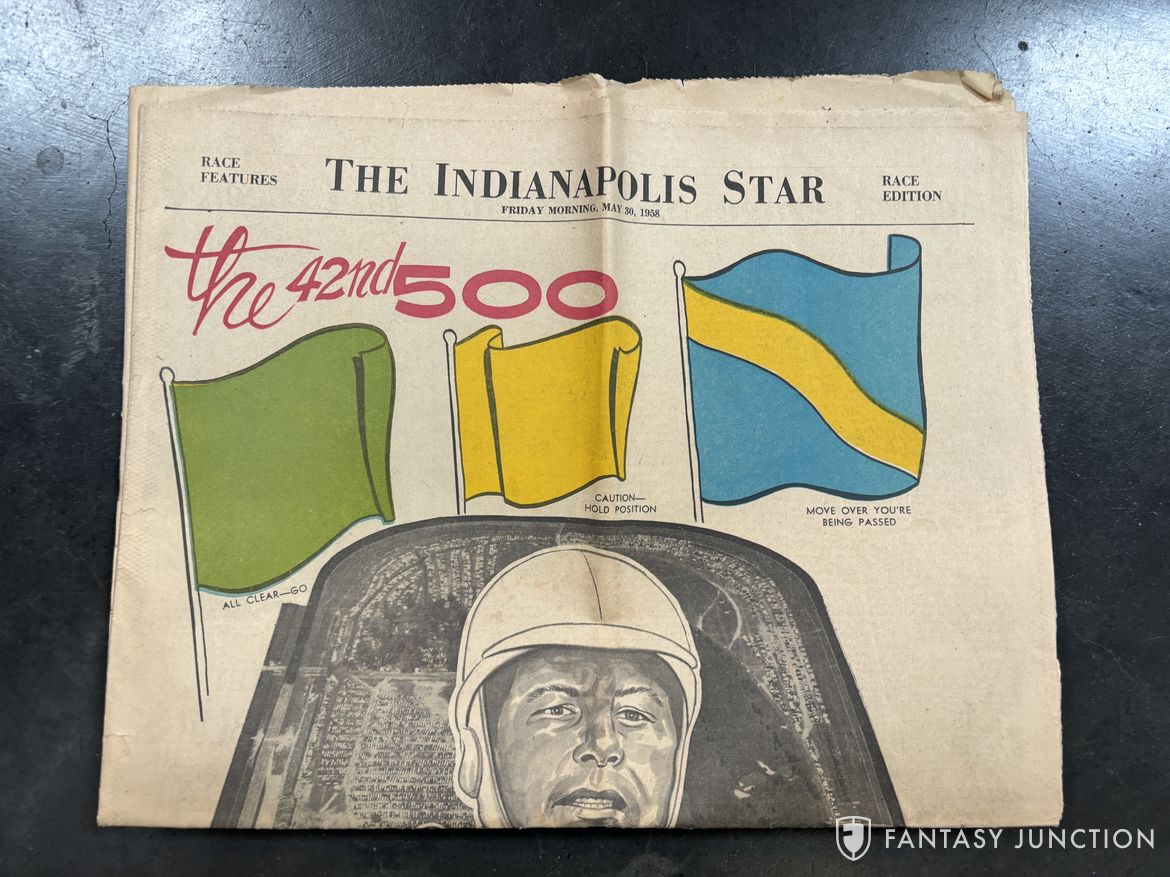 RACE
FEATURES
THE INDIANAPOLIS STAR
RACE
EDITION
FRIDAY MORNING, MAY 30, 1958
the 42nd 500
CAUTION—
HOLD POSITION
MOVE OVER YOU'RE
BEING PASSED
ALL CLEAR—GO
FANTASY JUNCTION